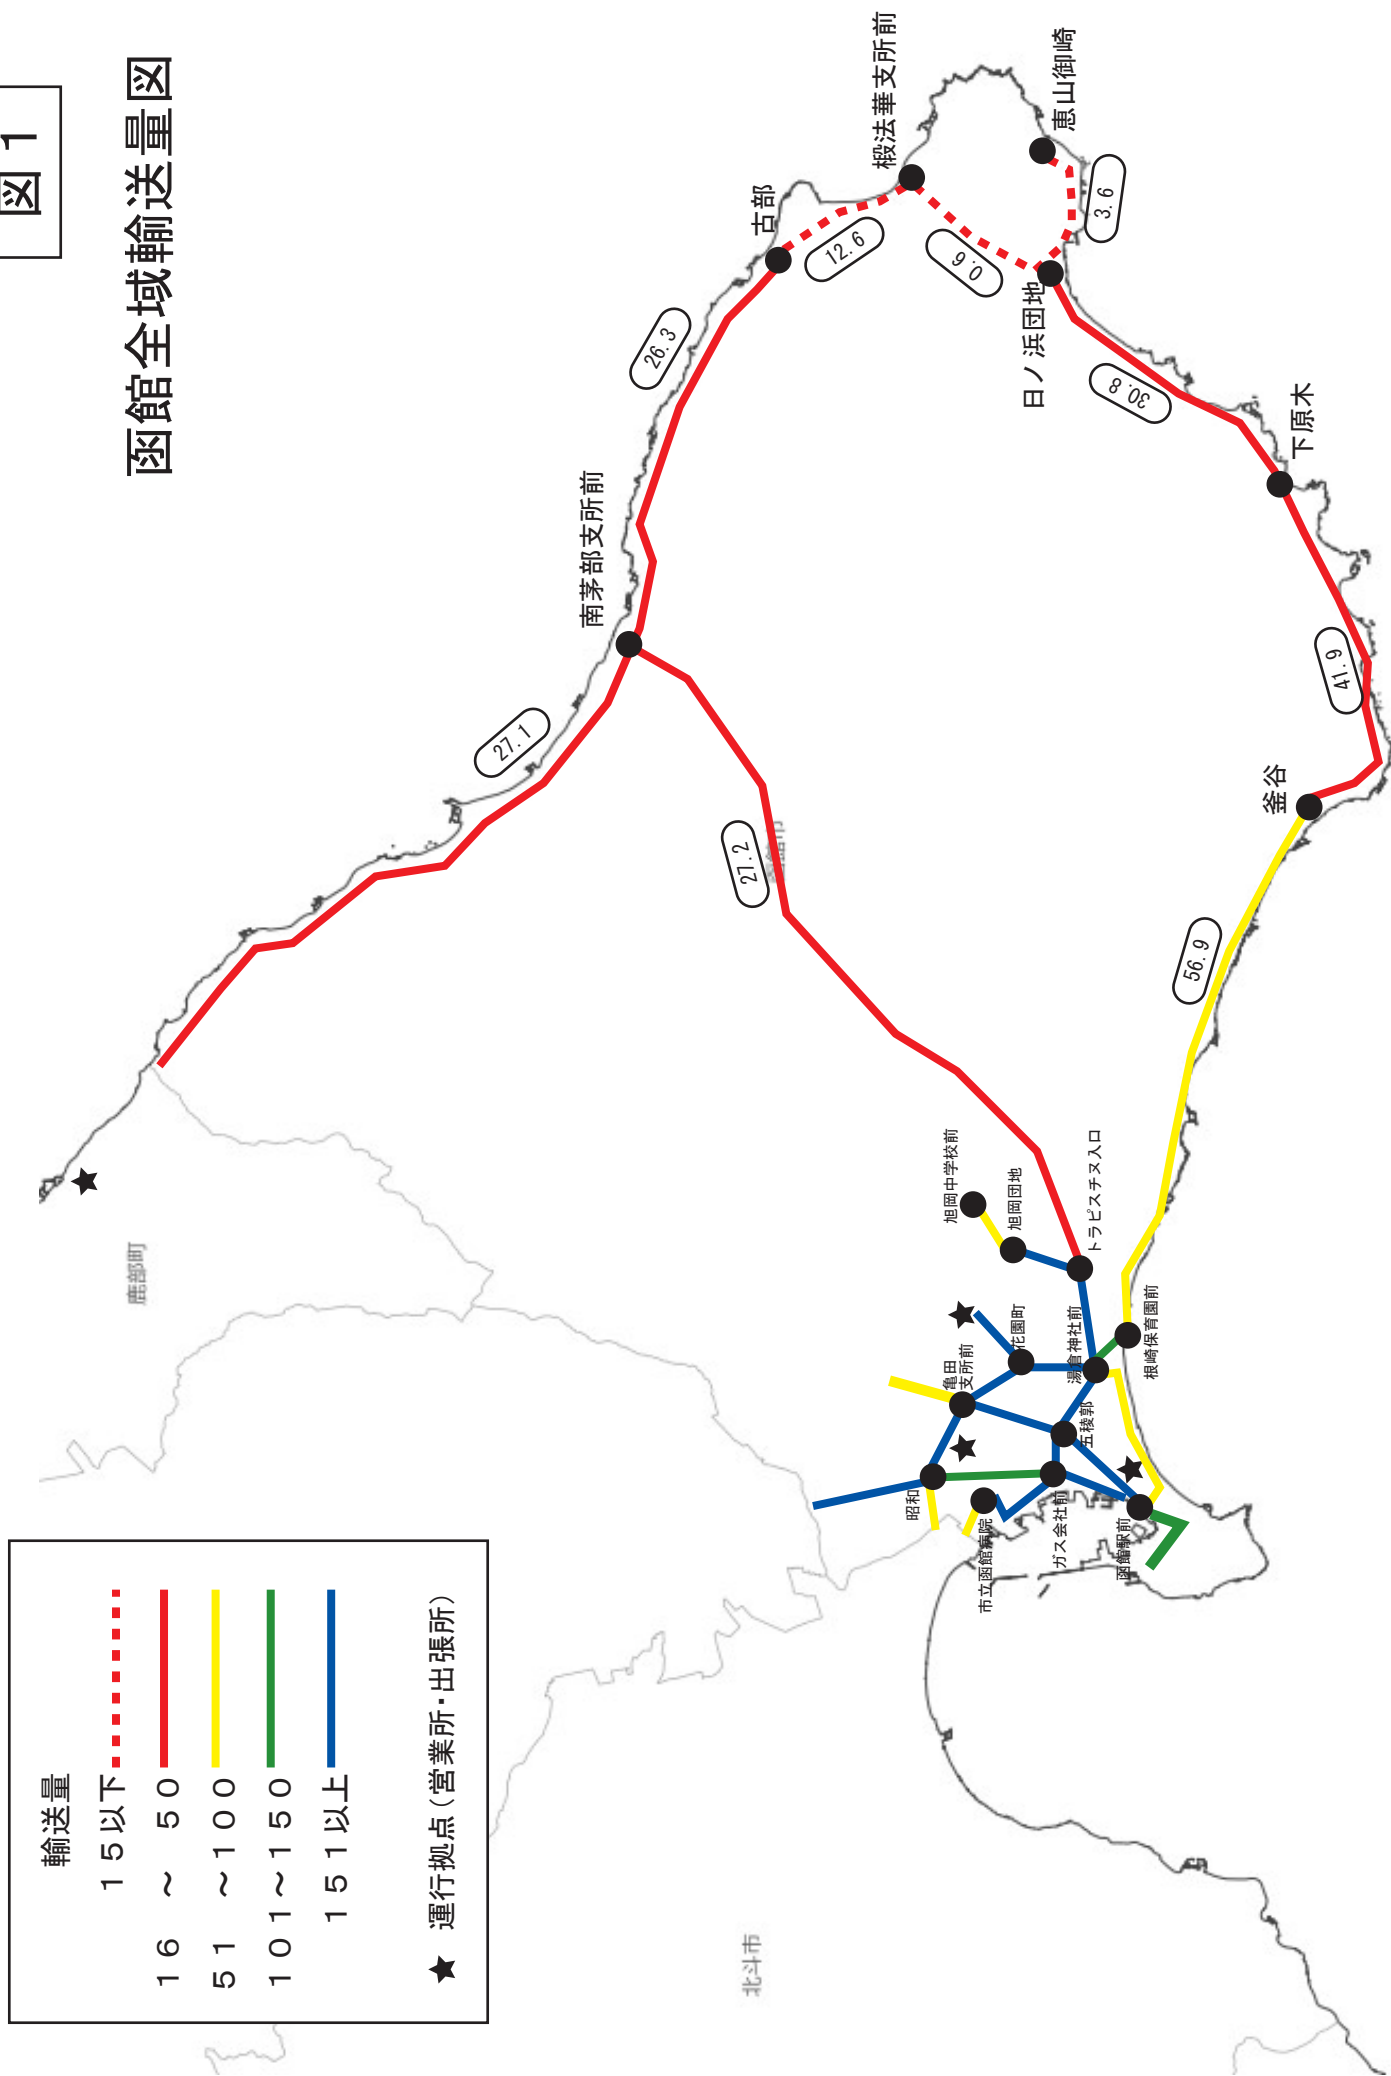 図１
函館全域輸送量図
輸送量
１５以下
１６　～　５０
５１　～１００
１０１～１５０
１５１以上
★ 運行拠点（営業所・出張所）
鹿部町
北斗市
27.1
南茅部支所前
26.3
古部
12.6
椴法華支所前
0.6
恵山御崎
3.6
日ノ浜団地
30.8
下原木
41.9
釜谷
56.9
27.2
旭岡中学校前
旭岡団地
トラピスチヌ入口
花園町
亀田
支所前
湯倉神社前
根崎保育園前
五稜郭
昭和
市立函館病院
ガス会社前
函館駅前